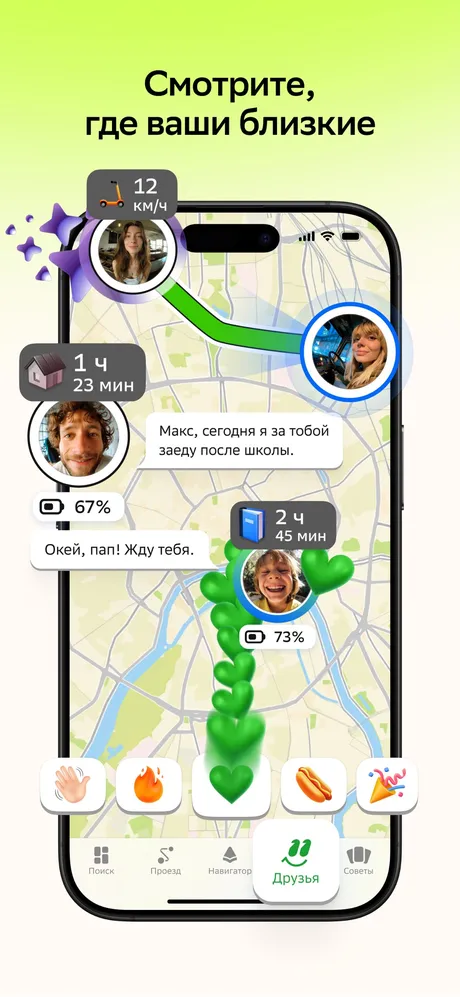 Смотрите,
где ваши близкие
12
км/ч
1 ч
23 мин
Макс, сегодня я за тобой
заеду после школы.
67%
2 ч
45 мин
Окей, пап! Жду тебя.
73%
Поиск
Проезд
Навигатор
Друзья
Советы